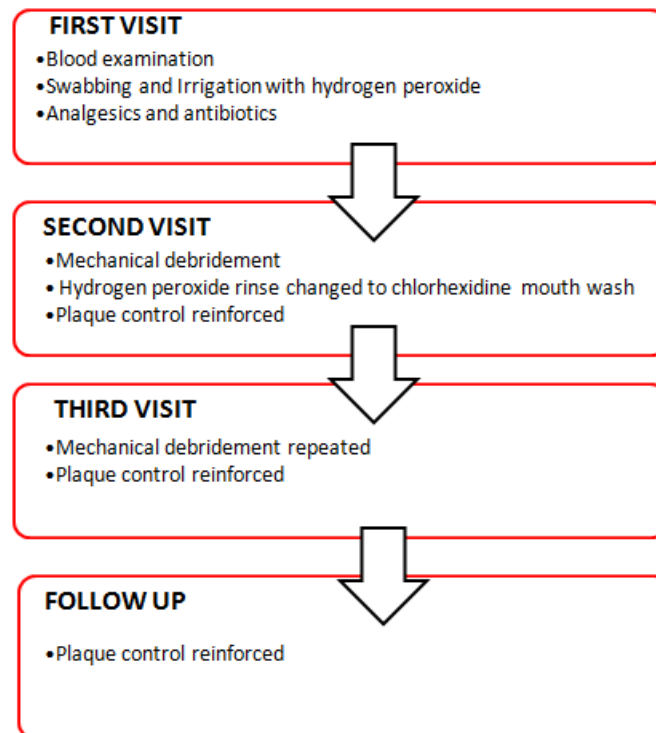 FIRST VISIT
•Blood examination
•Swabbing and Irrigation with hydrogen peroxide
•Analgesics and antibiotics
SECOND VISIT
•Mechanical debridement
• Hydrogen peroxide rinse changed to chlorhexidine mouth wash
•Plaque control reinforced
THIRD VISIT
•Mechanical debridement repeated
•Plaque control reinforced
FOLLOW UP
•Plaque control reinforced